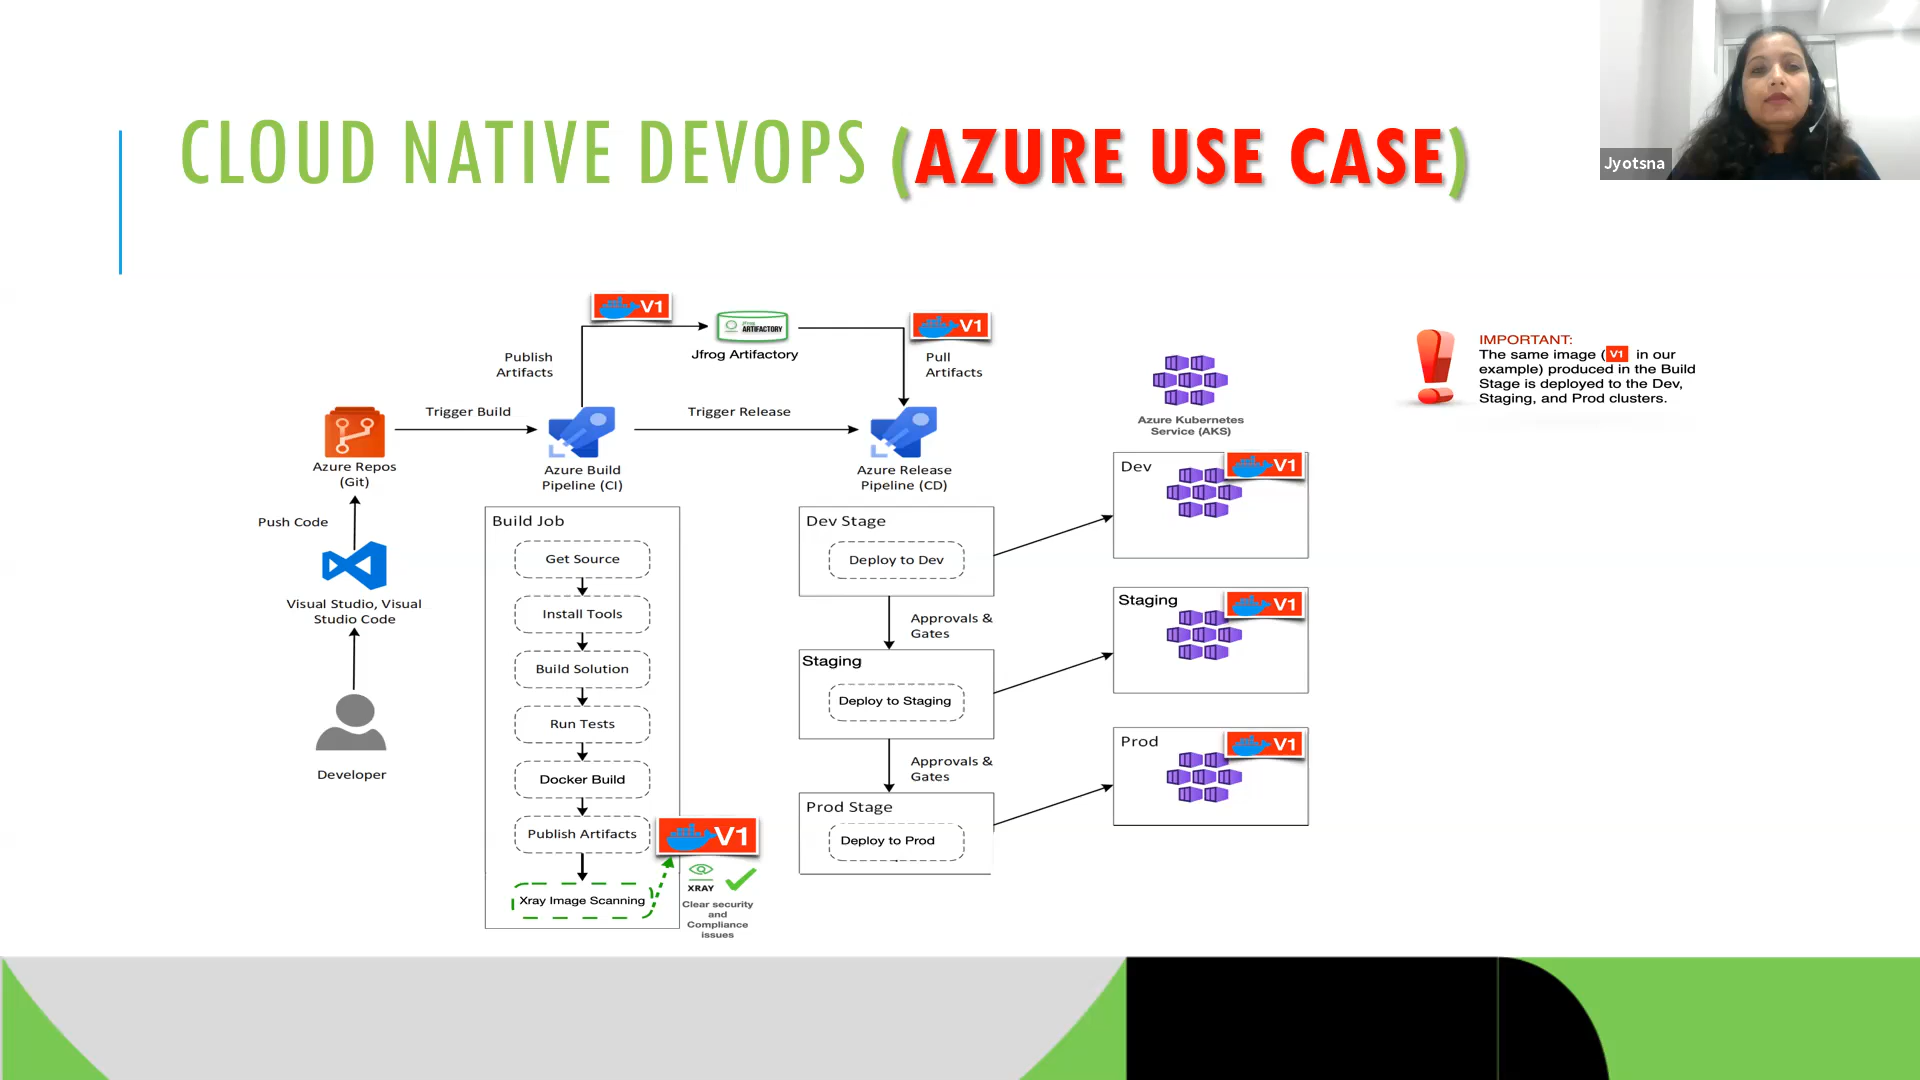 CLOUD NATIVE DEVOPS (AZURE USE CASE)
Jyotsna
V1
Jfrog
ARTIFACTORY
Jfrog Artifactory
V1
Publish
Artifacts
Pull
Artifacts
Trigger Build
Trigger Release
Azure Repos
(Git)
Azure Build
Pipeline (CI)
Azure Release
Pipeline (CD)
Azure Kubernetes
Service (AKS)
IMPORTANT:
The same image (V1 in our
example) produced in the Build
Stage is deployed to the Dev,
Staging, and Prod clusters.
Push Code
Visual Studio, Visual
Studio Code
Developer
Build Job
Get Source
Install Tools
Build Solution
Run Tests
Docker Build
Publish Artifacts
Xray Image Scanning
V1
XRAY
Clear security
and
Compliance
issues
Dev Stage
Deploy to Dev
Approvals &
Gates
Staging
Deploy to Staging
Approvals &
Gates
Prod Stage
Deploy to Prod
Dev
V1
Staging
V1
Prod
V1